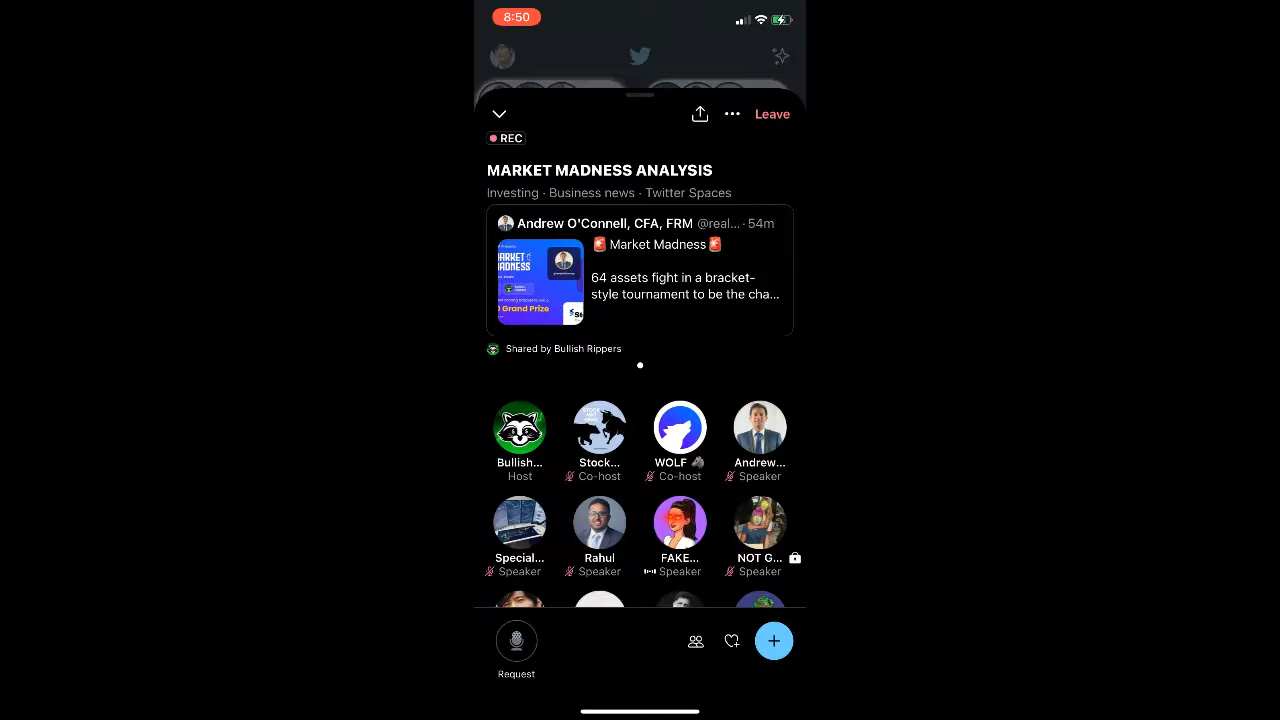 8:50
Leave
REC
MARKET MADNESS ANALYSIS
Investing · Business news · Twitter Spaces
Andrew O'Connell, CFA, FRM @real... · 54m
🚨Market Madness🚨
64 assets fight in a bracket-
style tournament to be the cha...
ARKET
MADNESS
Grand Prize
Shared by Bullish Rippers
Bullish... Stock... WOLF 🐺 Andrew...
Host Co-host Co-host Speaker
Special... Rahul FAKE... NOT G...
Speaker Speaker Speaker Speaker
Request